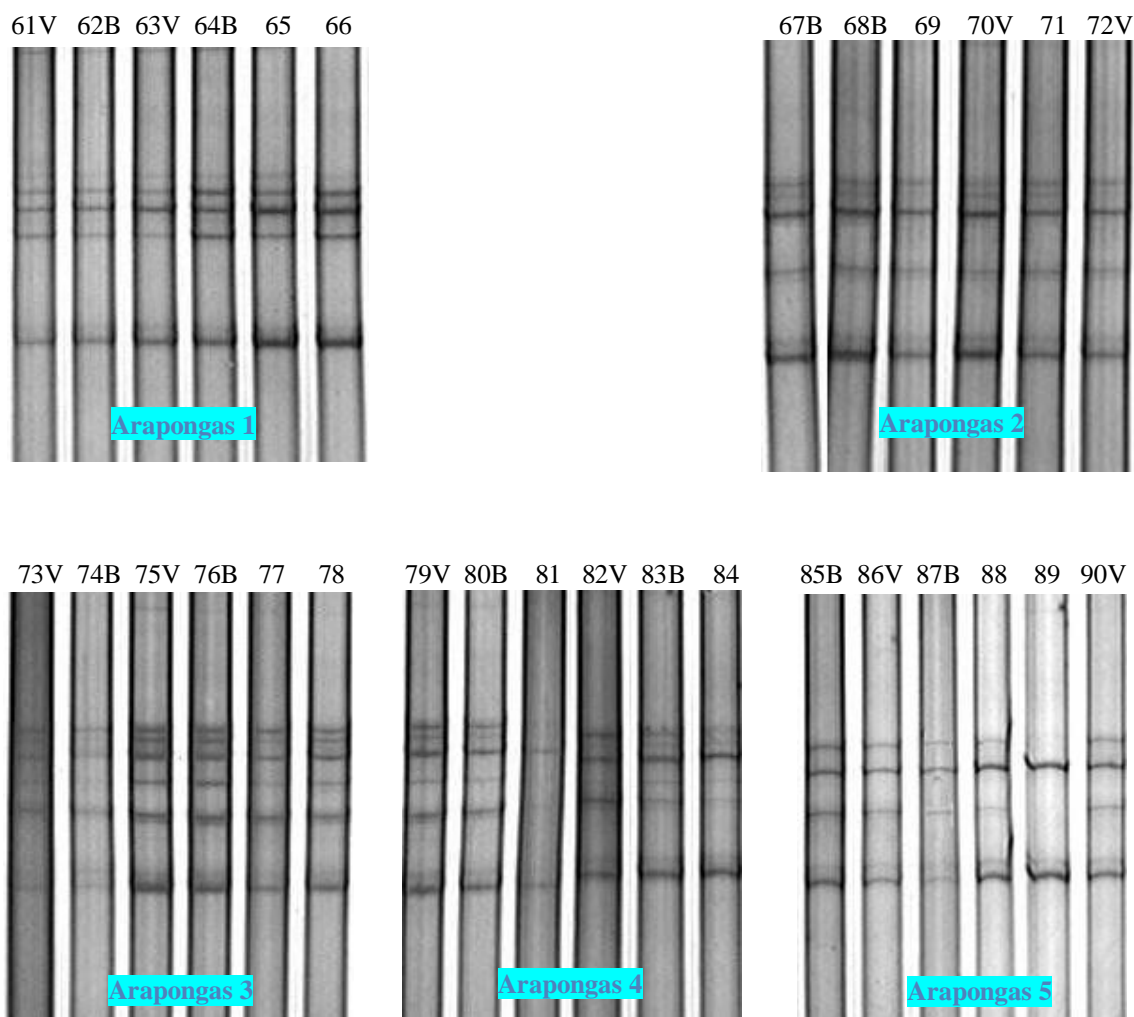 61V 62B 63V 64B 65 66
67B 68B 69 70V 71 72V
Arapongas 1
Arapongas 2
73V 74B 75V 76B 77 78
79V 80B 81 82V 83B 84
85B 86V 87B 88 89 90V
Arapongas 3
Arapongas 4
Arapongas 5